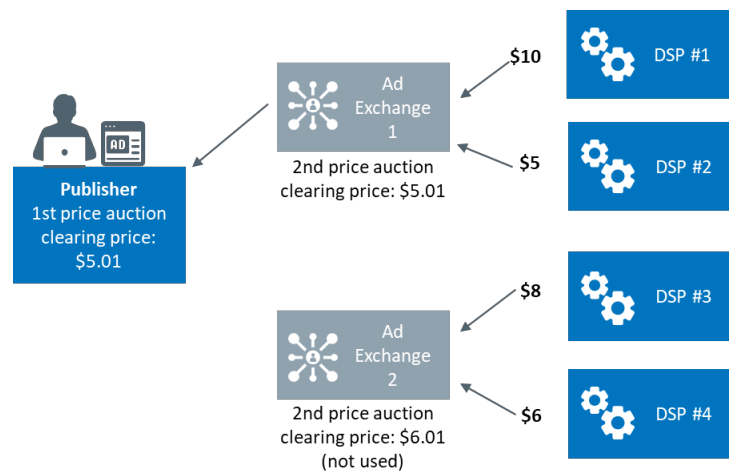 $10
DSP #1
Ad
Exchange
1
AD
$5
DSP #2
2nd price auction
clearing price: $5.01
Publisher
1st price auction
clearing price:
$5.01
$8
DSP #3
Ad
Exchange
2
$6
DSP #4
2nd price auction
clearing price: $6.01
(not used)